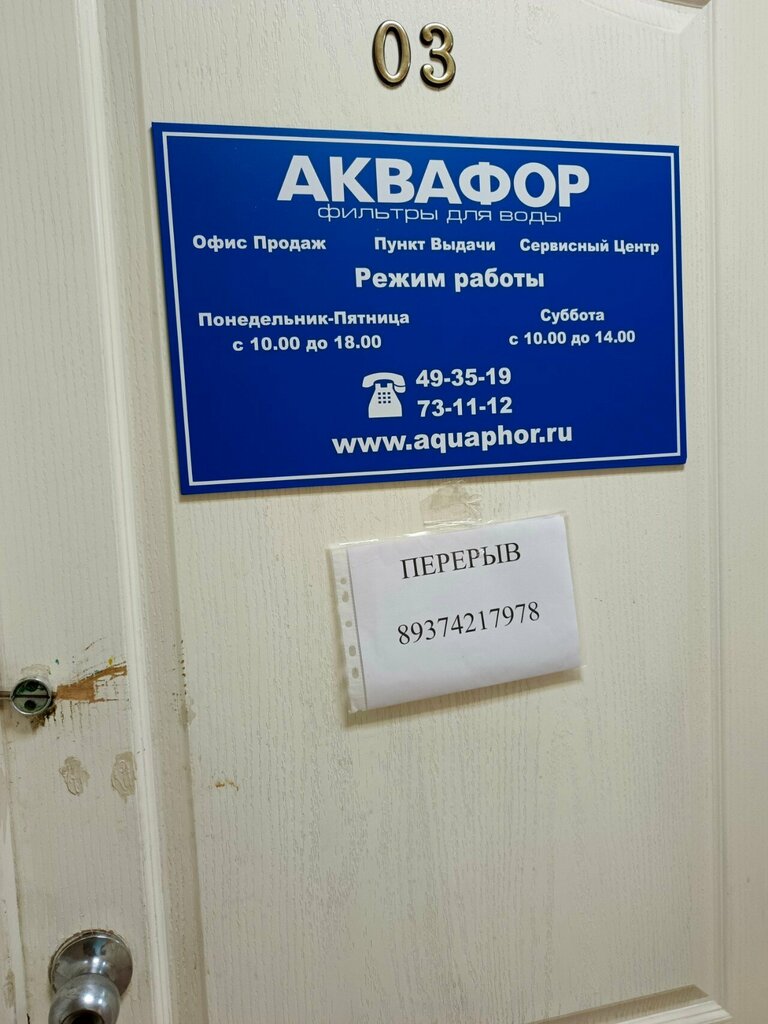 03
АКВАФОР
фильтры для воды
Офис Продаж Пункт Выдачи Сервисный Центр
Режим работы
Понедельник-Пятница Суббота
с 10.00 до 18.00 с 10.00 до 14.00
49-35-19
73-11-12
www.aquaphor.ru
ПЕРЕРЫВ
89374217978